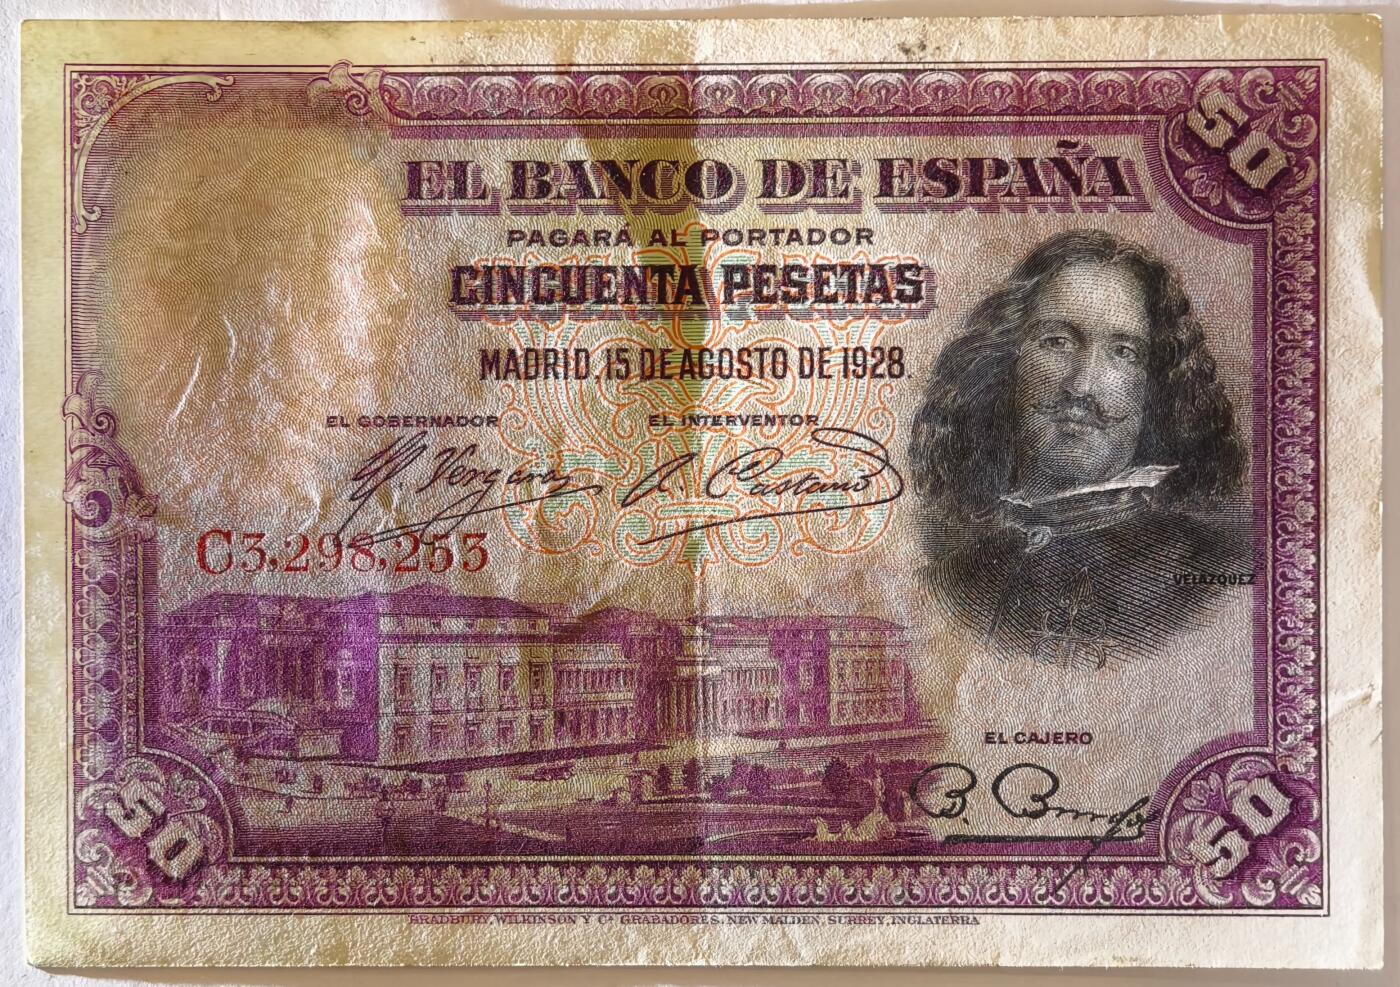 50
EL BANCO DE ESPAÑA
PAGARÁ AL PORTADOR
CINCUENTA PESETAS
MADRID, 15 DE AGOSTO DE 1928.
EL GOBERNADOR EL INTERVENTOR
C3,298,253
VELAZQUEZ
EL CAJERO
50 50
BRADBURY, WILKINSON Y Cª GRABADORES, NEW MALDEN, SURREY, INGLATERRA